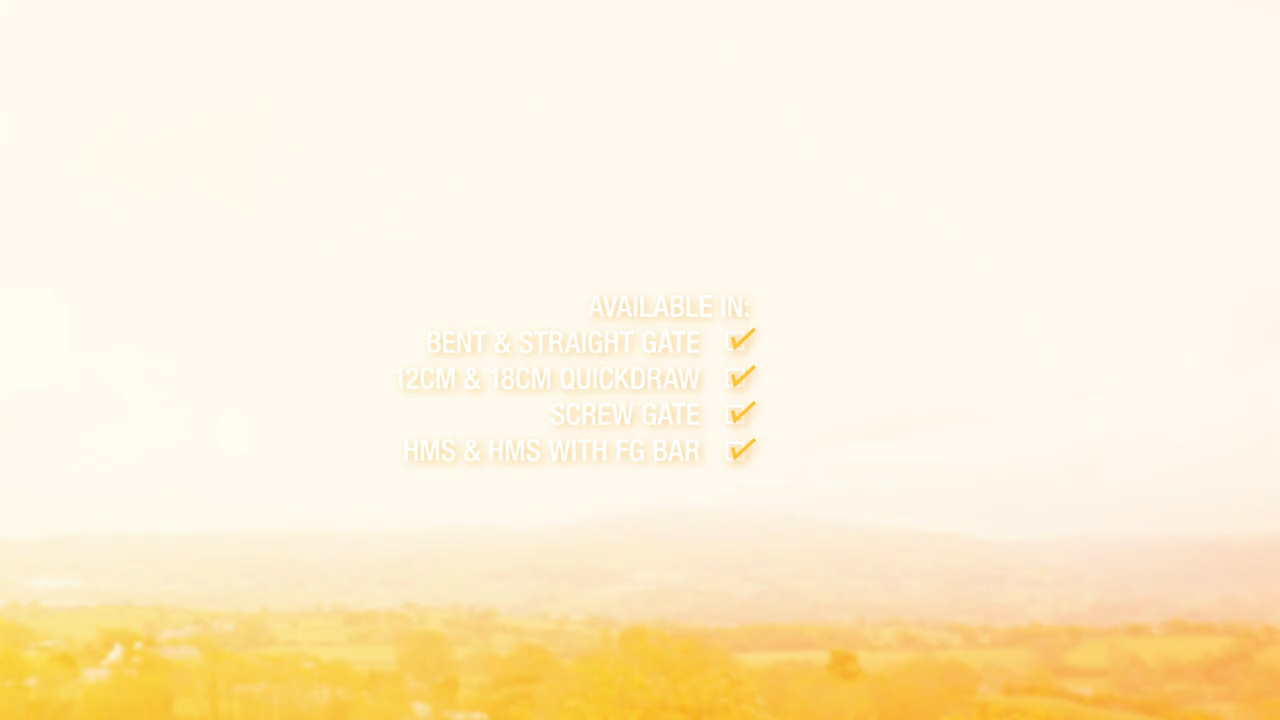 AVAILABLE IN:
BENT & STRAIGHT GATE
12CM & 18CM QUICKDRAW
SCREW GATE
HMS & HMS WITH FG BAR